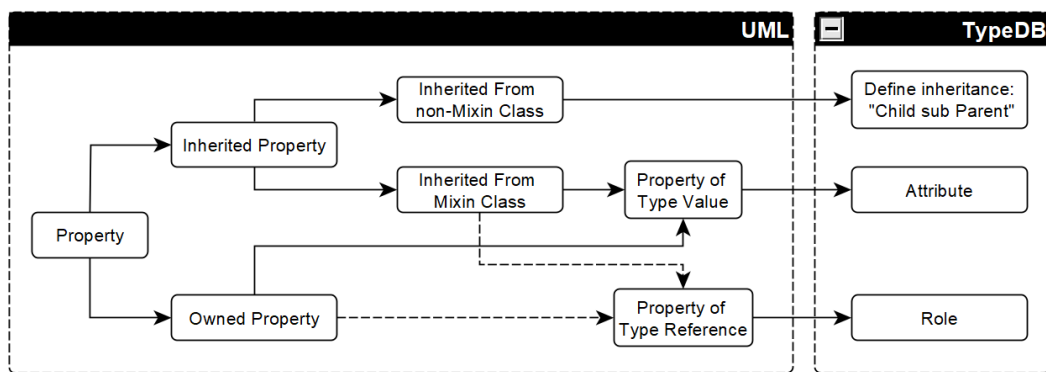 UML
TypeDB
Inherited From
non-Mixin Class
Define inheritance:
"Child sub Parent"
Inherited Property
Inherited From
Mixin Class
Property of
Type Value
Attribute
Property
Owned Property
Property of
Type Reference
Role